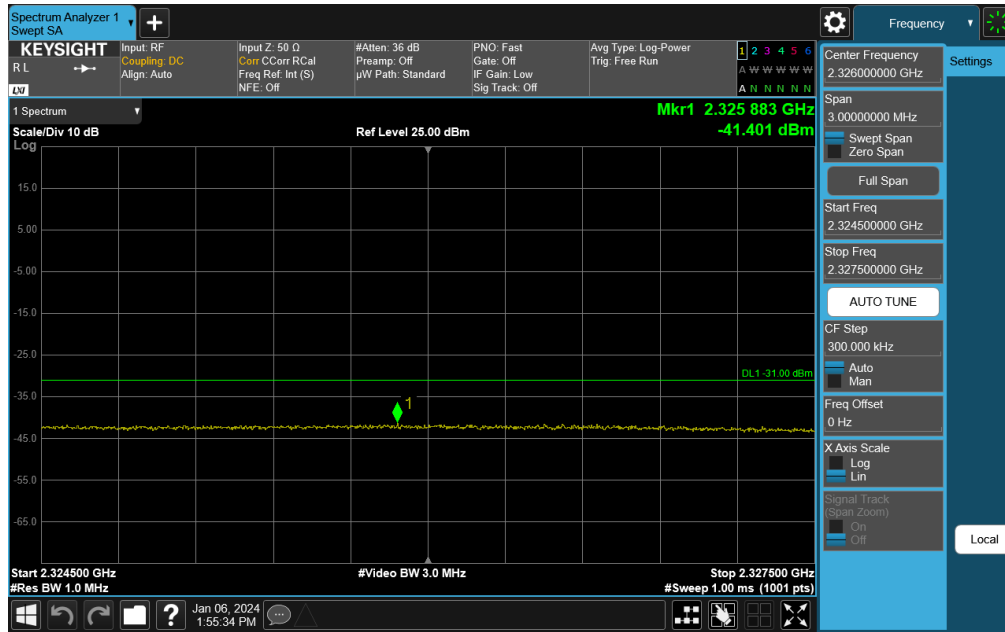 Spectrum Analyzer 1
Swept SA
Frequency
KEYSIGHT
R L
LXI
Input: RF
Coupling: DC
Align: Auto
Input Z: 50 Ω
Corr CCorr RCal
Freq Ref: Int (S)
NFE: Off
#Atten: 36 dB
Preamp: Off
µW Path: Standard
PNO: Fast
Gate: Off
IF Gain: Low
Sig Track: Off
Avg Type: Log-Power
Trig: Free Run
1 2 3 4 5 6
A W W W W W
A N N N N N
1 Spectrum
Scale/Div 10 dB
Log
Ref Level 25.00 dBm
Mkr1 2.325 883 GHz
-41.401 dBm
15.0
5.00
-5.00
-15.0
-25.0
-35.0
-45.0
-55.0
-65.0
DL1 -31.00 dBm
1
Start 2.324500 GHz
#Res BW 1.0 MHz
#Video BW 3.0 MHz
Stop 2.327500 GHz
#Sweep 1.00 ms (1001 pts)
Center Frequency
2.326000000 GHz
Span
3.00000000 MHz
Swept Span
Zero Span
Full Span
Start Freq
2.324500000 GHz
Stop Freq
2.327500000 GHz
AUTO TUNE
CF Step
300.000 kHz
Auto
Man
Freq Offset
0 Hz
X Axis Scale
Log
Lin
Signal Track
(Span Zoom)
On
Off
Settings
Local
?
Jan 06, 2024
1:55:34 PM